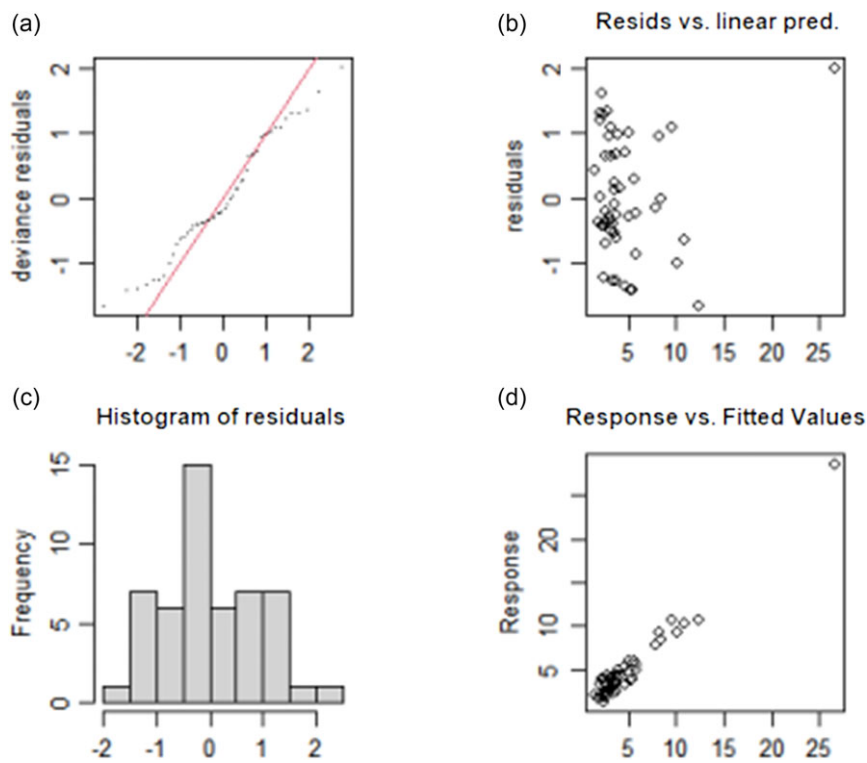 (a)
deviance residuals
2
1
0
-1
-2 -1 0 1 2
(b)
Resids vs. linear pred.
residuals
2
1
0
-1
5 10 15 20 25
(c)
Histogram of residuals
Frequency
15
10
5
0
-2 -1 0 1 2
(d)
Response vs. Fitted Values
Response
20
10
5
5 10 15 20 25